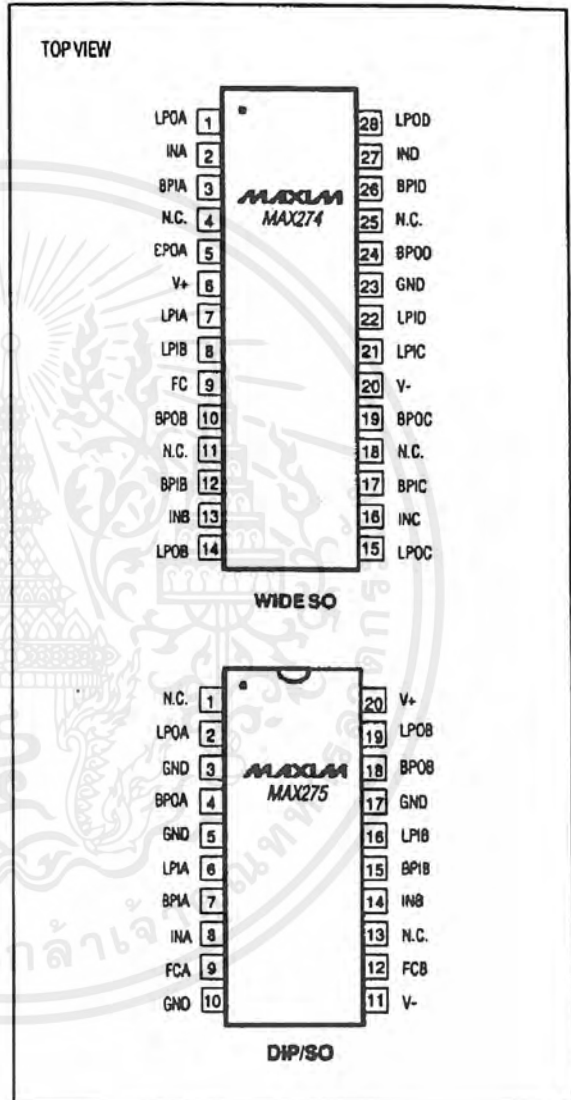 TOP VIEW
LPOA 1
INA 2
BPIA 3
N.C. 4
BPOA 5
V+ 6
LPIA 7
LPIB 8
FC 9
BPOB 10
N.C. 11
BPIB 12
INB 13
LPOB 14
MAXIM
MAX274
28 LPOD
27 IND
26 BPID
25 N.C.
24 BPOD
23 GND
22 LPID
21 LPIC
20 V-
19 BPOC
18 N.C.
17 BPIC
16 INC
15 LPOC
WIDE SO
N.C. 1
LPOA 2
GND 3
BPOA 4
GND 5
LPIA 6
BPIA 7
INA 8
FCA 9
GND 10
MAXIM
MAX275
20 V+
19 LPOB
18 BPOB
17 GND
16 LPIB
15 BPIB
14 INB
13 N.C.
12 FCB
11 V-
DIP/SO